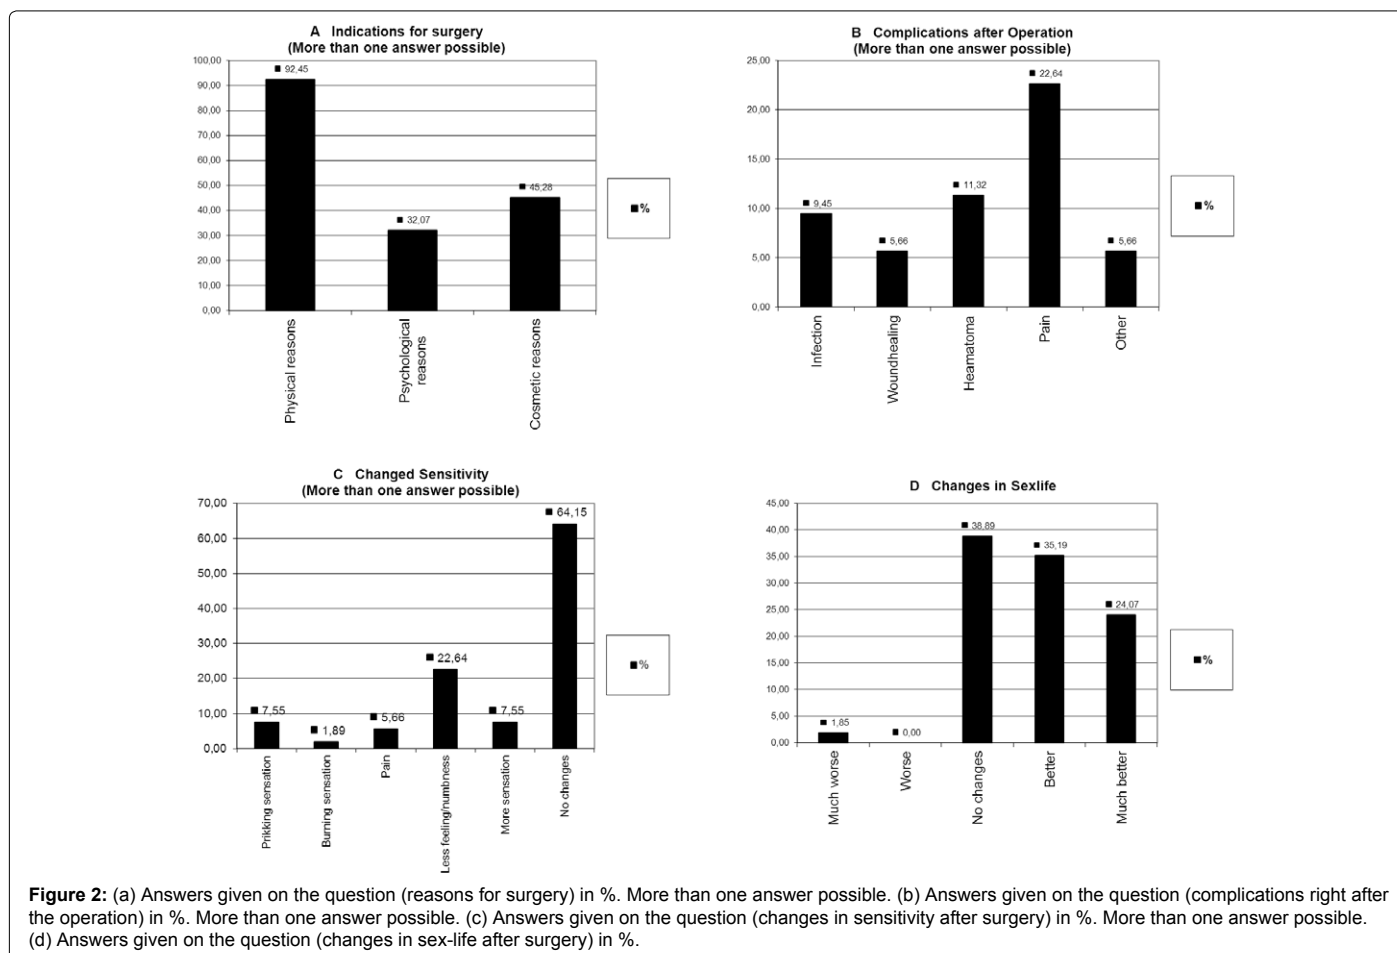 A Indications for surgery
(More than one answer possible)
100,00
90,00
80,00
70,00
60,00
50,00
40,00
30,00
20,00
10,00
0,00
92,45
32,07
45,28
Physical reasons
Psychological
reasons
Cosmetic reasons
%
B Complications after Operation
(More than one answer possible)
25,00
20,00
15,00
10,00
5,00
0,00
9,45
5,66
11,32
22,64
5,66
Infection
Woundhealing
Heamatoma
Pain
Other
%
C Changed Sensitivity
(More than one answer possible)
70,00
60,00
50,00
40,00
30,00
20,00
10,00
0,00
7,55
1,89
5,66
22,64
7,55
64,15
Prikking sensation
Burning sensation
Pain
Less feeling/numbness
More sensation
No changes
%
D Changes in Sexlife
45,00
40,00
35,00
30,00
25,00
20,00
15,00
10,00
5,00
0,00
1,85
0,00
38,89
35,19
24,07
Much worse
Worse
No changes
Better
Much better
%
Figure 2: (a) Answers given on the question (reasons for surgery) in %. More than one answer possible. (b) Answers given on the question (complications right after
the operation) in %. More than one answer possible. (c) Answers given on the question (changes in sensitivity after surgery) in %. More than one answer possible.
(d) Answers given on the question (changes in sex-life after surgery) in %.